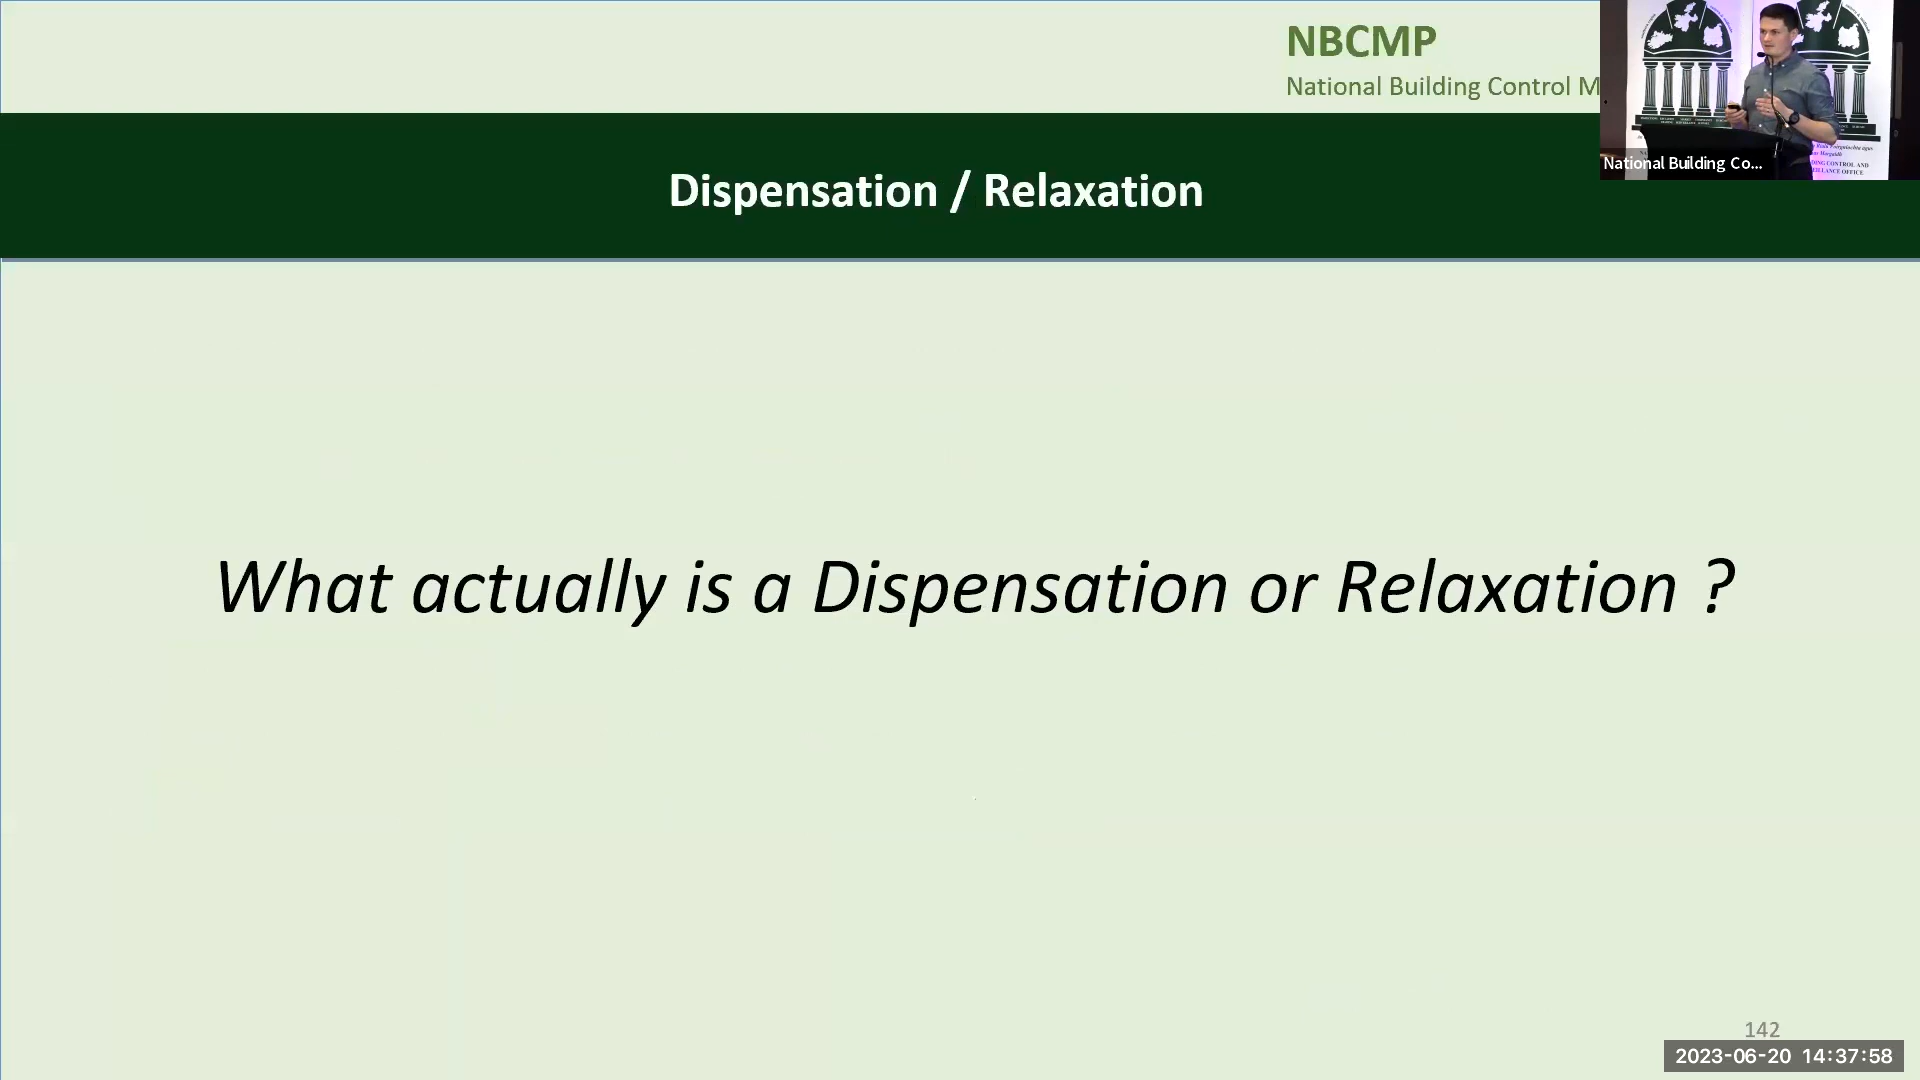 NBCMP
National Building Control M
National Building Co...
Dispensation / Relaxation
What actually is a Dispensation or Relaxation ?
142
2023-06-20 14:37:58